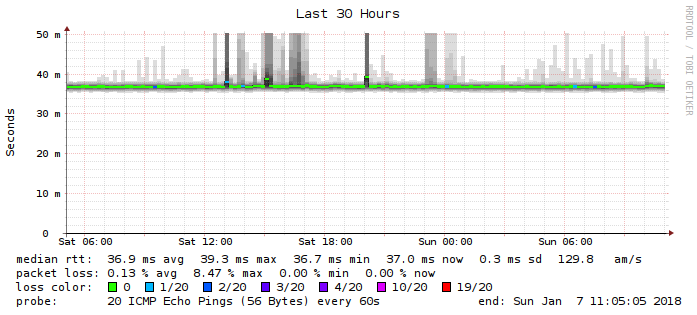 Last 30 Hours
RRDTOOL / TOBI OETIKER
Seconds
50 m
40 m
30 m
20 m
10 m
0
Sat 06:00 Sat 12:00 Sat 18:00 Sun 00:00 Sun 06:00
median rtt: 36.9 ms avg 39.3 ms max 36.7 ms min 37.0 ms now 0.3 ms sd 129.8 am/s
packet loss: 0.13 % avg 8.47 % max 0.00 % min 0.00 % now
loss color: 0 1/20 2/20 3/20 4/20 10/20 19/20
probe: 20 ICMP Echo Pings (56 Bytes) every 60s end: Sun Jan 7 11:05:05 2018